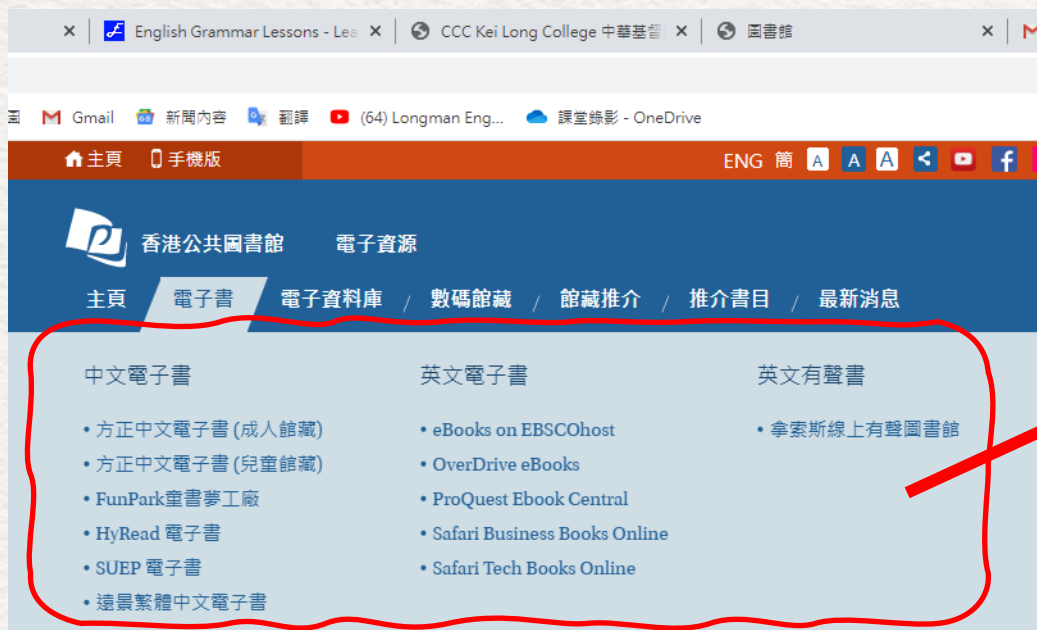 English Grammar Lessons - Lea
CCC Kei Long College 中華基督
圖書館
Gmail 新聞內容 翻譯 (64) Longman Eng... 課堂錄影 - OneDrive
主頁 手機版 ENG 簡 A A A
香港公共圖書館 電子資源
主頁 電子書 電子資料庫 / 數碼館藏 / 館藏推介 / 推介書目 / 最新消息
中文電子書
• 方正中文電子書 (成人館藏)
• 方正中文電子書 (兒童館藏)
• FunPark童書夢工廠
• HyRead 電子書
• SUEP 電子書
• 遠景繁體中文電子書
英文電子書
• eBooks on EBSCOhost
• OverDrive eBooks
• ProQuest Ebook Central
• Safari Business Books Online
• Safari Tech Books Online
英文有聲書
• 拿索斯線上有聲圖書館